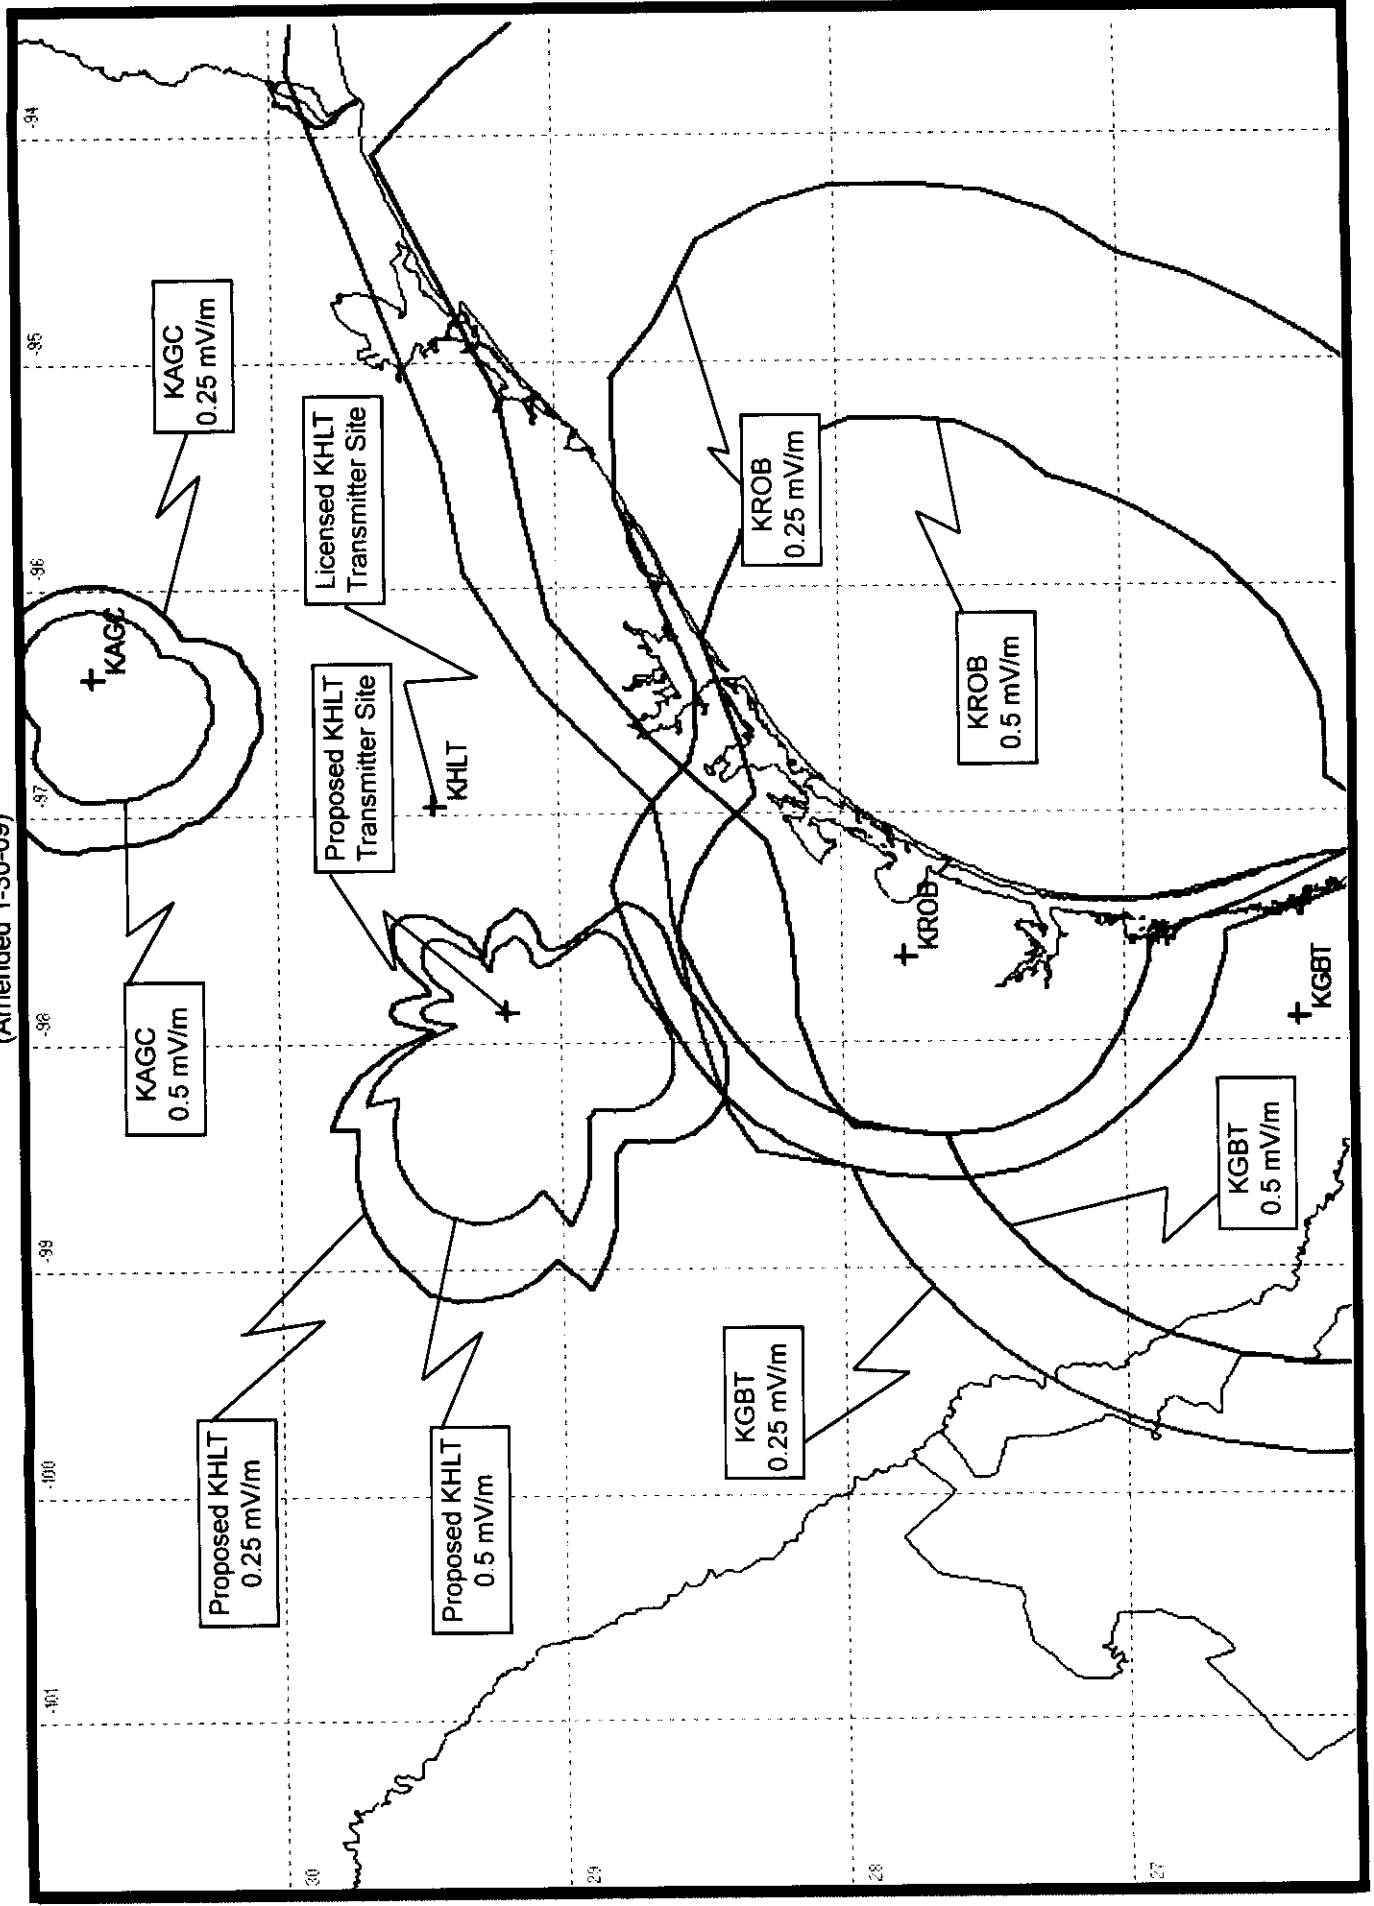 (Amended 1-30-09)
-101
-100
-99
-98
-97
-96
-95
-94
30
29
28
27
Proposed KHLT
0.25 mV/m
Proposed KHLT
0.5 mV/m
KAGC
0.5 mV/m
KAGC
0.25 mV/m
KAGC
Proposed KHLT
Transmitter Site
Licensed KHLT
Transmitter Site
KHLT
KGBT
0.25 mV/m
KGBT
0.5 mV/m
KROB
0.25 mV/m
KROB
0.5 mV/m
KROB
KGBT